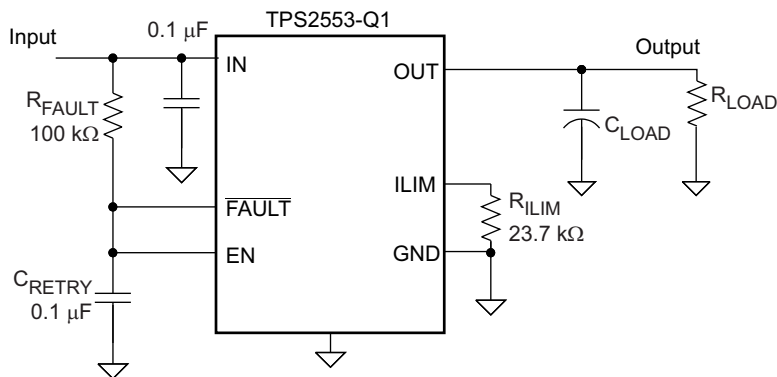 TPS2553-Q1
Input
0.1 μF
IN
OUT
Output
R_FAULT
100 kΩ
R_LOAD
C_LOAD
ILIM
R_ILIM
23.7 kΩ
FAULT
EN
GND
C_RETRY
0.1 μF